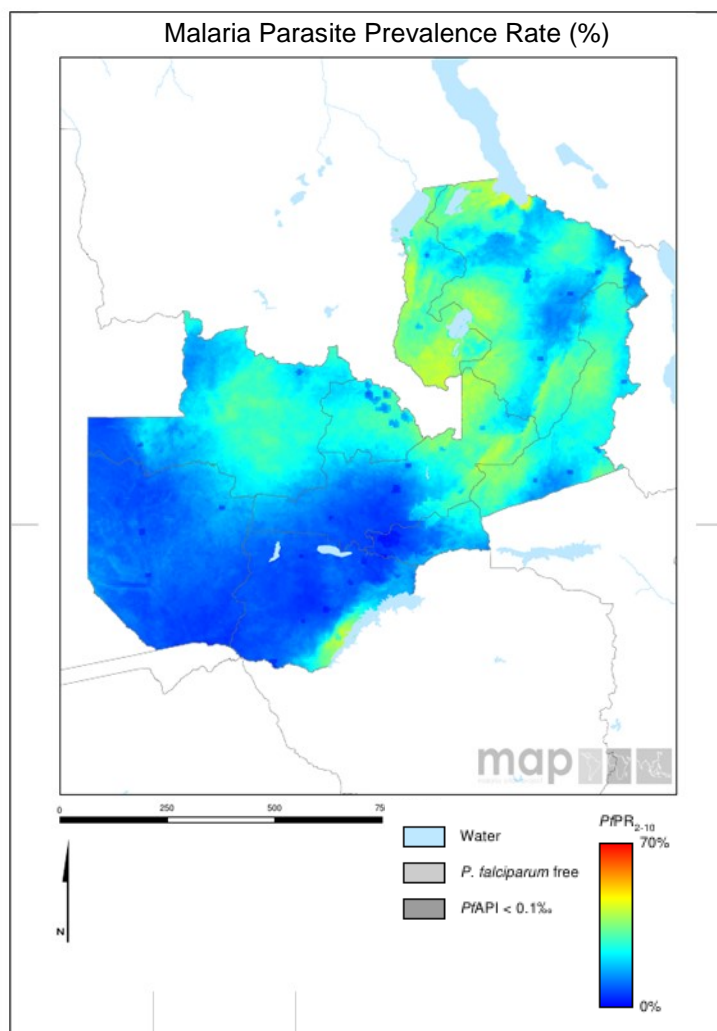 Malaria Parasite Prevalence Rate (%)
map
0 250 500 75
Water
P. falciparum free
PfAPI < 0.1‰
PfPR2-10
70%
0%
N